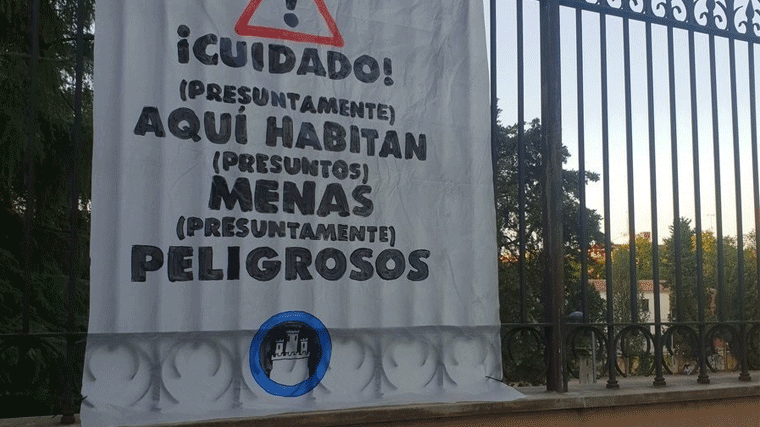 !
¡CUIDADO!
(PRESUNTAMENTE)
AQUÍ HABITAN
(PRESUNTOS)
MENAS
(PRESUNTAMENTE)
PELIGROSOS